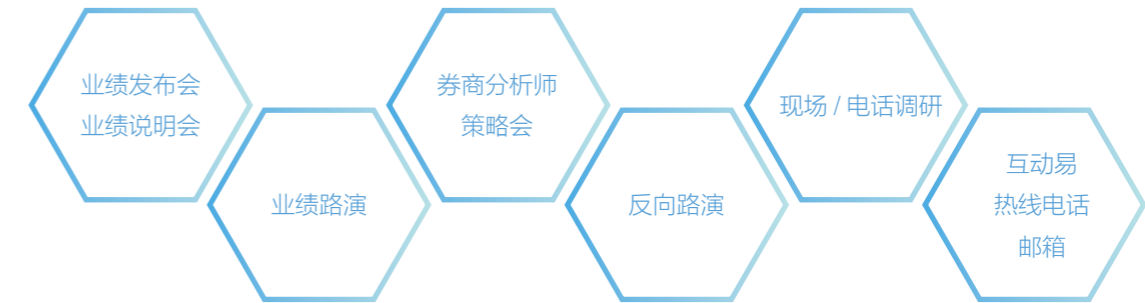 业绩发布会
业绩说明会
业绩路演
券商分析师
策略会
反向路演
现场 / 电话调研
互动易
热线电话
邮箱